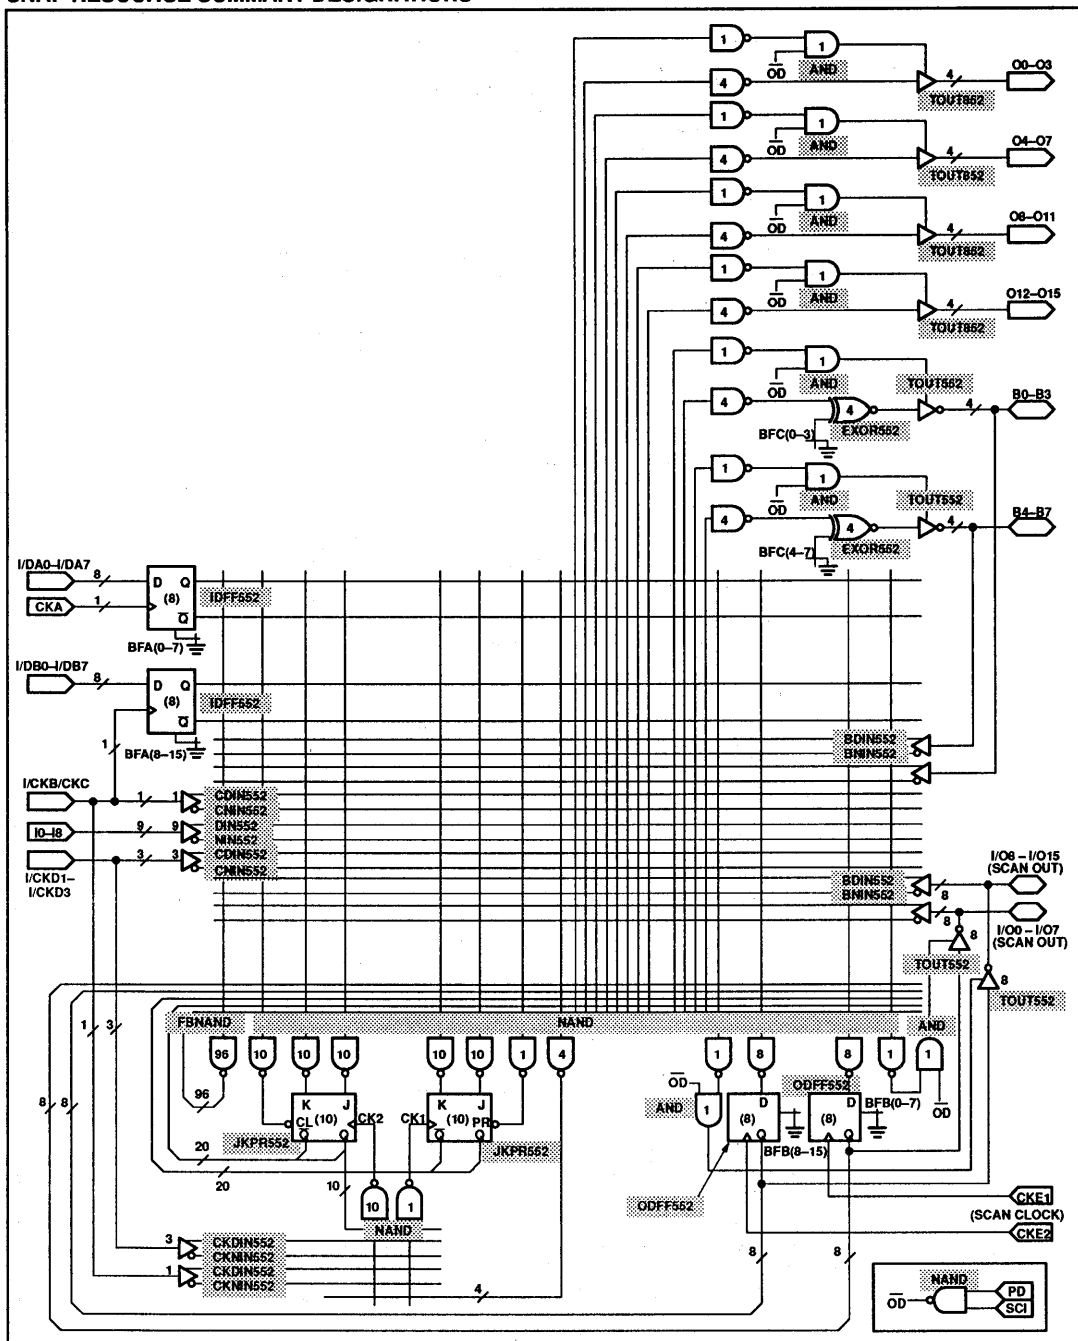 SNAP RESOURCE SUMMARY DESIGNATIONS
1
1
O0–O3
OD
AND
4
4
TOUT552
1
1
O4–O7
OD
AND
4
4
TOUT552
1
1
O8–O11
OD
AND
4
4
TOUT552
1
1
O12–O15
OD
AND
4
4
TOUT552
1
1
OD
AND
TOUT552
B0–B3
4
4
4
BFC(0–3)
EXOR552
1
1
OD
AND
TOUT552
B4–B7
4
4
4
BFC(4–7)
EXOR552
I/DA0–I/DA7
8
D Q
IDFF552
CKA
1
(8)
Q
BFA(0–7)
I/DB0–I/DB7
8
D Q
(8)
IDFF552
Q
BFA(8–15)
1
BDIN552
BNIN552
I/CKB/CKC
1 1
CDIN552
CNIN552
I0–I8
9 9
DIN552
NIN552
3 3
CDIN552
CNIN552
I/CKD1–
I/CKD3
I/O8 – I/O15
(SCAN OUT)
BDIN552
BNIN552
8
8
I/O0 – I/O7
(SCAN OUT)
8
TOUT552
8
TOUT552
1 3
FBNAND
NAND
AND
96 10 10 10 10 10 1 4 1 8 8 1 1
96
8 8
OD
ODFF552
BFB(0–7)
OD
K J
CL (10)
Q Q
CK2
CK1
K J
(10) PR
Q Q
AND
1
D
(8)
Q
D
(8)
Q
JKPR552
JKPR552
BFB(8–15)
20
20
10
10
1
NAND
ODFF552
CKE1
(SCAN CLOCK)
CKE2
3
CKDIN552
CKNIN552
1
CKDIN552
CKNIN552
4
8
8
NAND
OD
PD
SCI